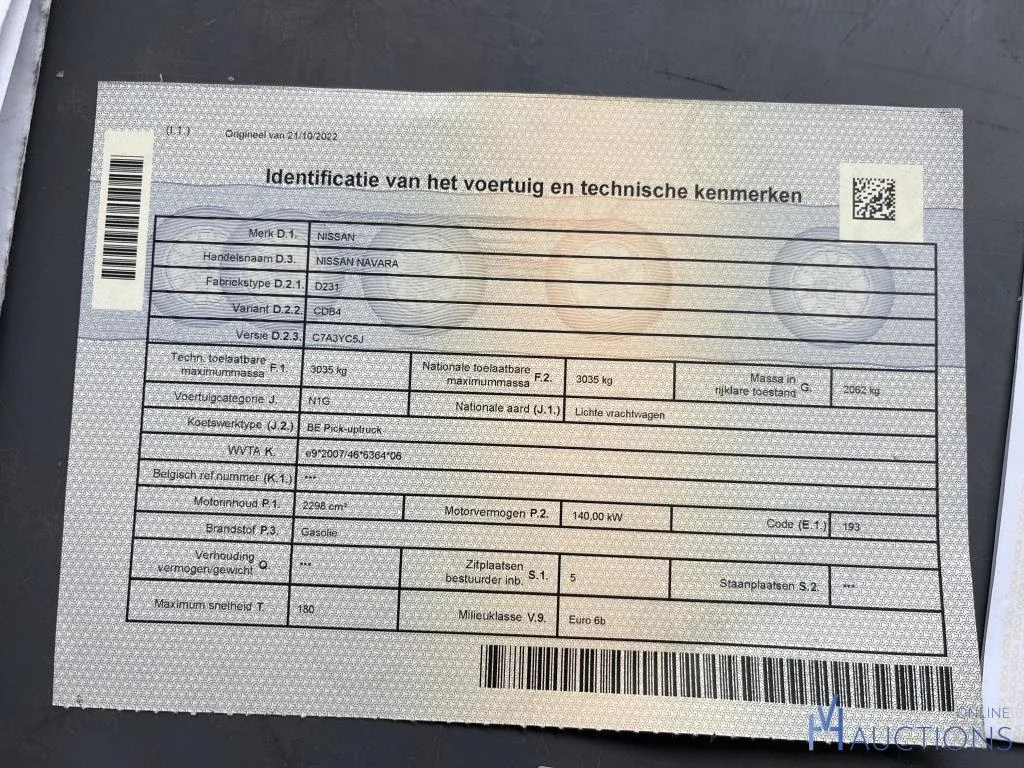 (I.1.) Origineel van 21/10/2022
Identificatie van het voertuig en technische kenmerken
Merk D.1. NISSAN
Handelsnaam D.3. NISSAN NAVARA
Fabriekstype D.2.1. D231
Variant D.2.2. CDB4
Versie D.2.3. C7A3YC5J
Techn. toelaatbare maximummassa F.1. 3035 kg Nationale toelaatbare maximummassa F.2. 3035 kg Massa in rijklare toestand G. 2062 kg
Voertuigcategorie J. N1G Nationale aard (J.1.) Lichte vrachtwagen
Koetswerktype (J.2.) BE Pick-uptruck
WVTA K. e9*2007/46*6364*06
Belgisch ref.nummer (K.1.) ***
Motorinhoud P.1. 2298 cm³ Motorvermogen P.2. 140,00 kW Code (E.1.) 193
Brandstof P.3. Gasolie
Verhouding vermogen/gewicht Q. *** Zitplaatsen bestuurder inb. S.1. 5 Staanplaatsen S.2. ***
Maximum snelheid T. 180 Milieuklasse V.9. Euro 6b
ONLINE
AUCTIONS